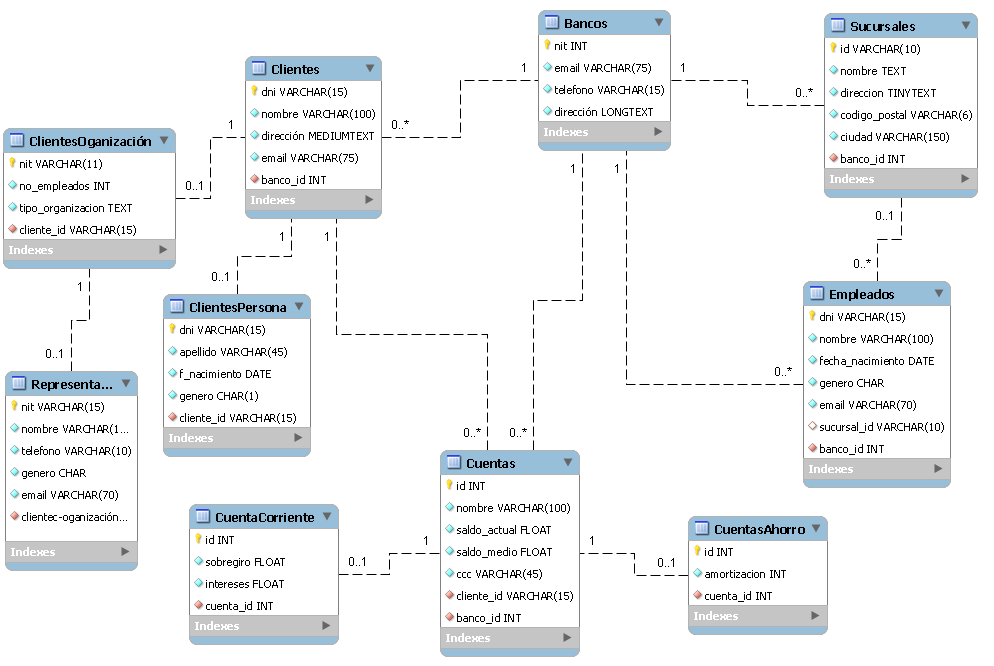 Bancos
nit INT
email VARCHAR(75)
telefono VARCHAR(15)
dirección LONGTEXT
Indexes
Sucursales
id VARCHAR(10)
nombre TEXT
direccion TINYTEXT
codigo_postal VARCHAR(6)
ciudad VARCHAR(150)
banco_id INT
Indexes
Clientes
dni VARCHAR(15)
nombre VARCHAR(100)
dirección MEDIUMTEXT
email VARCHAR(75)
banco_id INT
Indexes
1
0..*
1
0..*
ClientesOganización
nit VARCHAR(11)
no_empleados INT
tipo_organizacion TEXT
cliente_id VARCHAR(15)
Indexes
1
0..1
1
1
0..1
0..*
1
0..1
1
1
0..1
0..*
ClientesPersona
dni VARCHAR(15)
apellido VARCHAR(45)
f_nacimiento DATE
genero CHAR(1)
cliente_id VARCHAR(15)
Indexes
Empleados
dni VARCHAR(15)
nombre VARCHAR(100)
fecha_nacimiento DATE
genero CHAR
email VARCHAR(70)
sucursal_id VARCHAR(10)
banco_id INT
Indexes
1
0..1
Representa...
nit VARCHAR(15)
nombre VARCHAR(1...
telefono VARCHAR(10)
genero CHAR
email VARCHAR(70)
clientec-oganización...
Indexes
0..*
0..*
Cuentas
id INT
nombre VARCHAR(100)
saldo_actual FLOAT
saldo_medio FLOAT
ccc VARCHAR(45)
cliente_id VARCHAR(15)
banco_id INT
Indexes
CuentaCorriente
id INT
sobregiro FLOAT
intereses FLOAT
cuenta_id INT
Indexes
CuentasAhorro
id INT
amortizacion INT
cuenta_id INT
Indexes